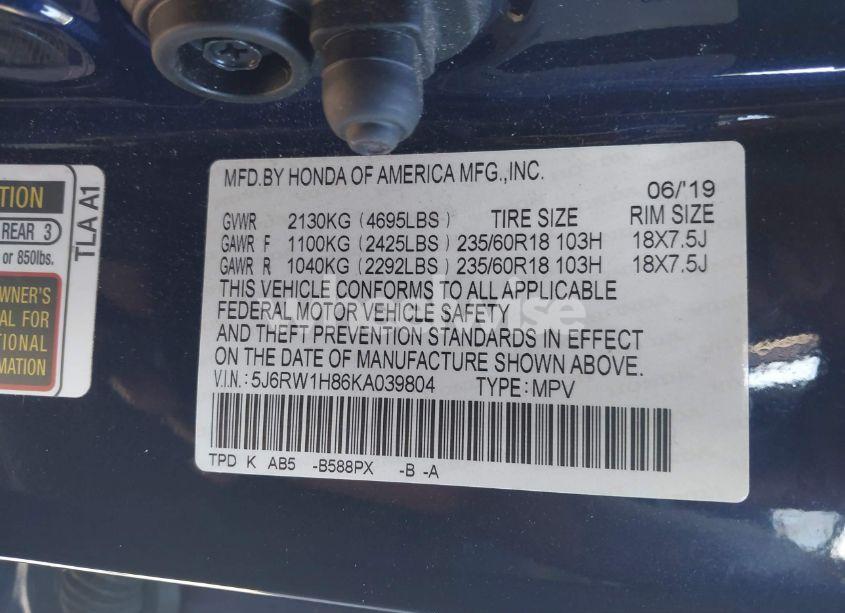 MFD.BY HONDA OF AMERICA MFG.,INC.
06/'19
GVWR 2130KG (4695LBS) TIRE SIZE RIM SIZE
GAWR F 1100KG (2425LBS) 235/60R18 103H 18X7.5J
GAWR R 1040KG (2292LBS) 235/60R18 103H 18X7.5J
THIS VEHICLE CONFORMS TO ALL APPLICABLE
FEDERAL MOTOR VEHICLE SAFETY
AND THEFT PREVENTION STANDARDS IN EFFECT
ON THE DATE OF MANUFACTURE SHOWN ABOVE.
V.I.N.: 5J6RW1H86KA039804 TYPE: MPV
TPD K AB5 -B588PX -B -A
TION
REAR 3
or 850lbs.
WNER'S
AL FOR
TIONAL
MATION
TLA A1